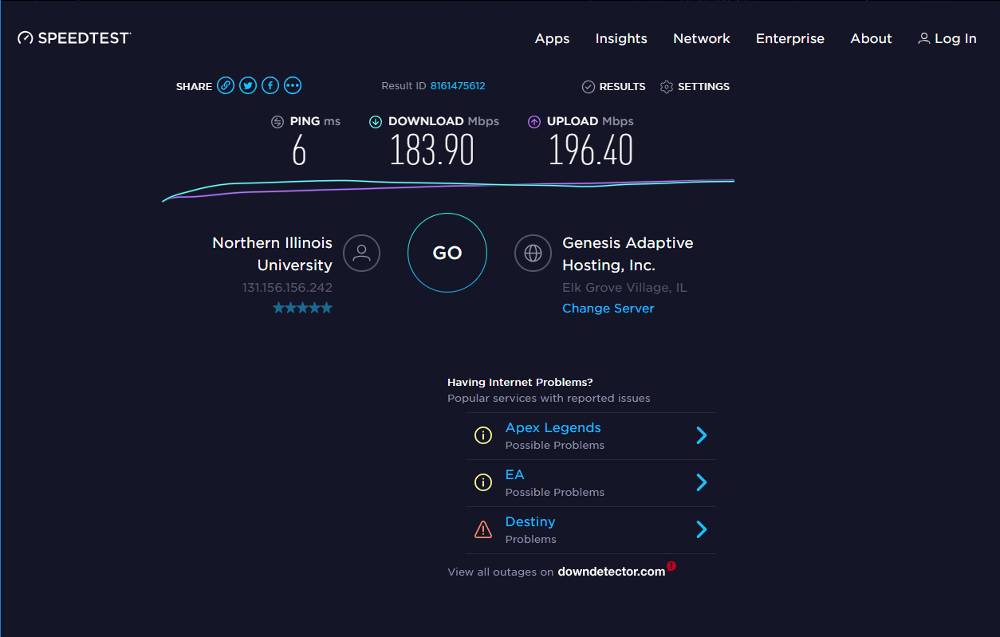 SPEEDTEST
Apps Insights Network Enterprise About Log In
SHARE Result ID 8161475612 RESULTS SETTINGS
PING ms DOWNLOAD Mbps UPLOAD Mbps
6 183.90 196.40
Northern Illinois
University
131.156.156.242
GO
Genesis Adaptive
Hosting, Inc.
Elk Grove Village, IL
Change Server
Having Internet Problems?
Popular services with reported issues
Apex Legends
Possible Problems
EA
Possible Problems
Destiny
Problems
View all outages on downdetector.com